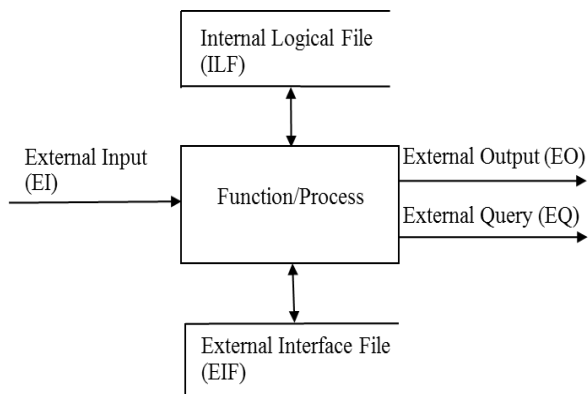 Internal Logical File
(ILF)
External Input
(EI)
Function/Process
External Output (EO)
External Query (EQ)
External Interface File
(EIF)